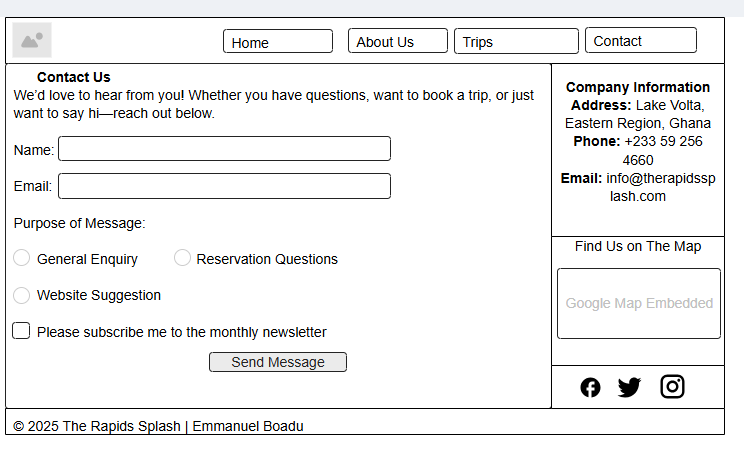 Home
About Us
Trips
Contact
Contact Us
We'd love to hear from you! Whether you have questions, want to book a trip, or just
want to say hi—reach out below.
Name:
Email:
Purpose of Message:
General Enquiry
Reservation Questions
Website Suggestion
Please subscribe me to the monthly newsletter
Send Message
Company Information
Address: Lake Volta,
Eastern Region, Ghana
Phone: +233 59 256
4660
Email: info@therapidssp
lash.com
Find Us on The Map
Google Map Embedded
© 2025 The Rapids Splash | Emmanuel Boadu